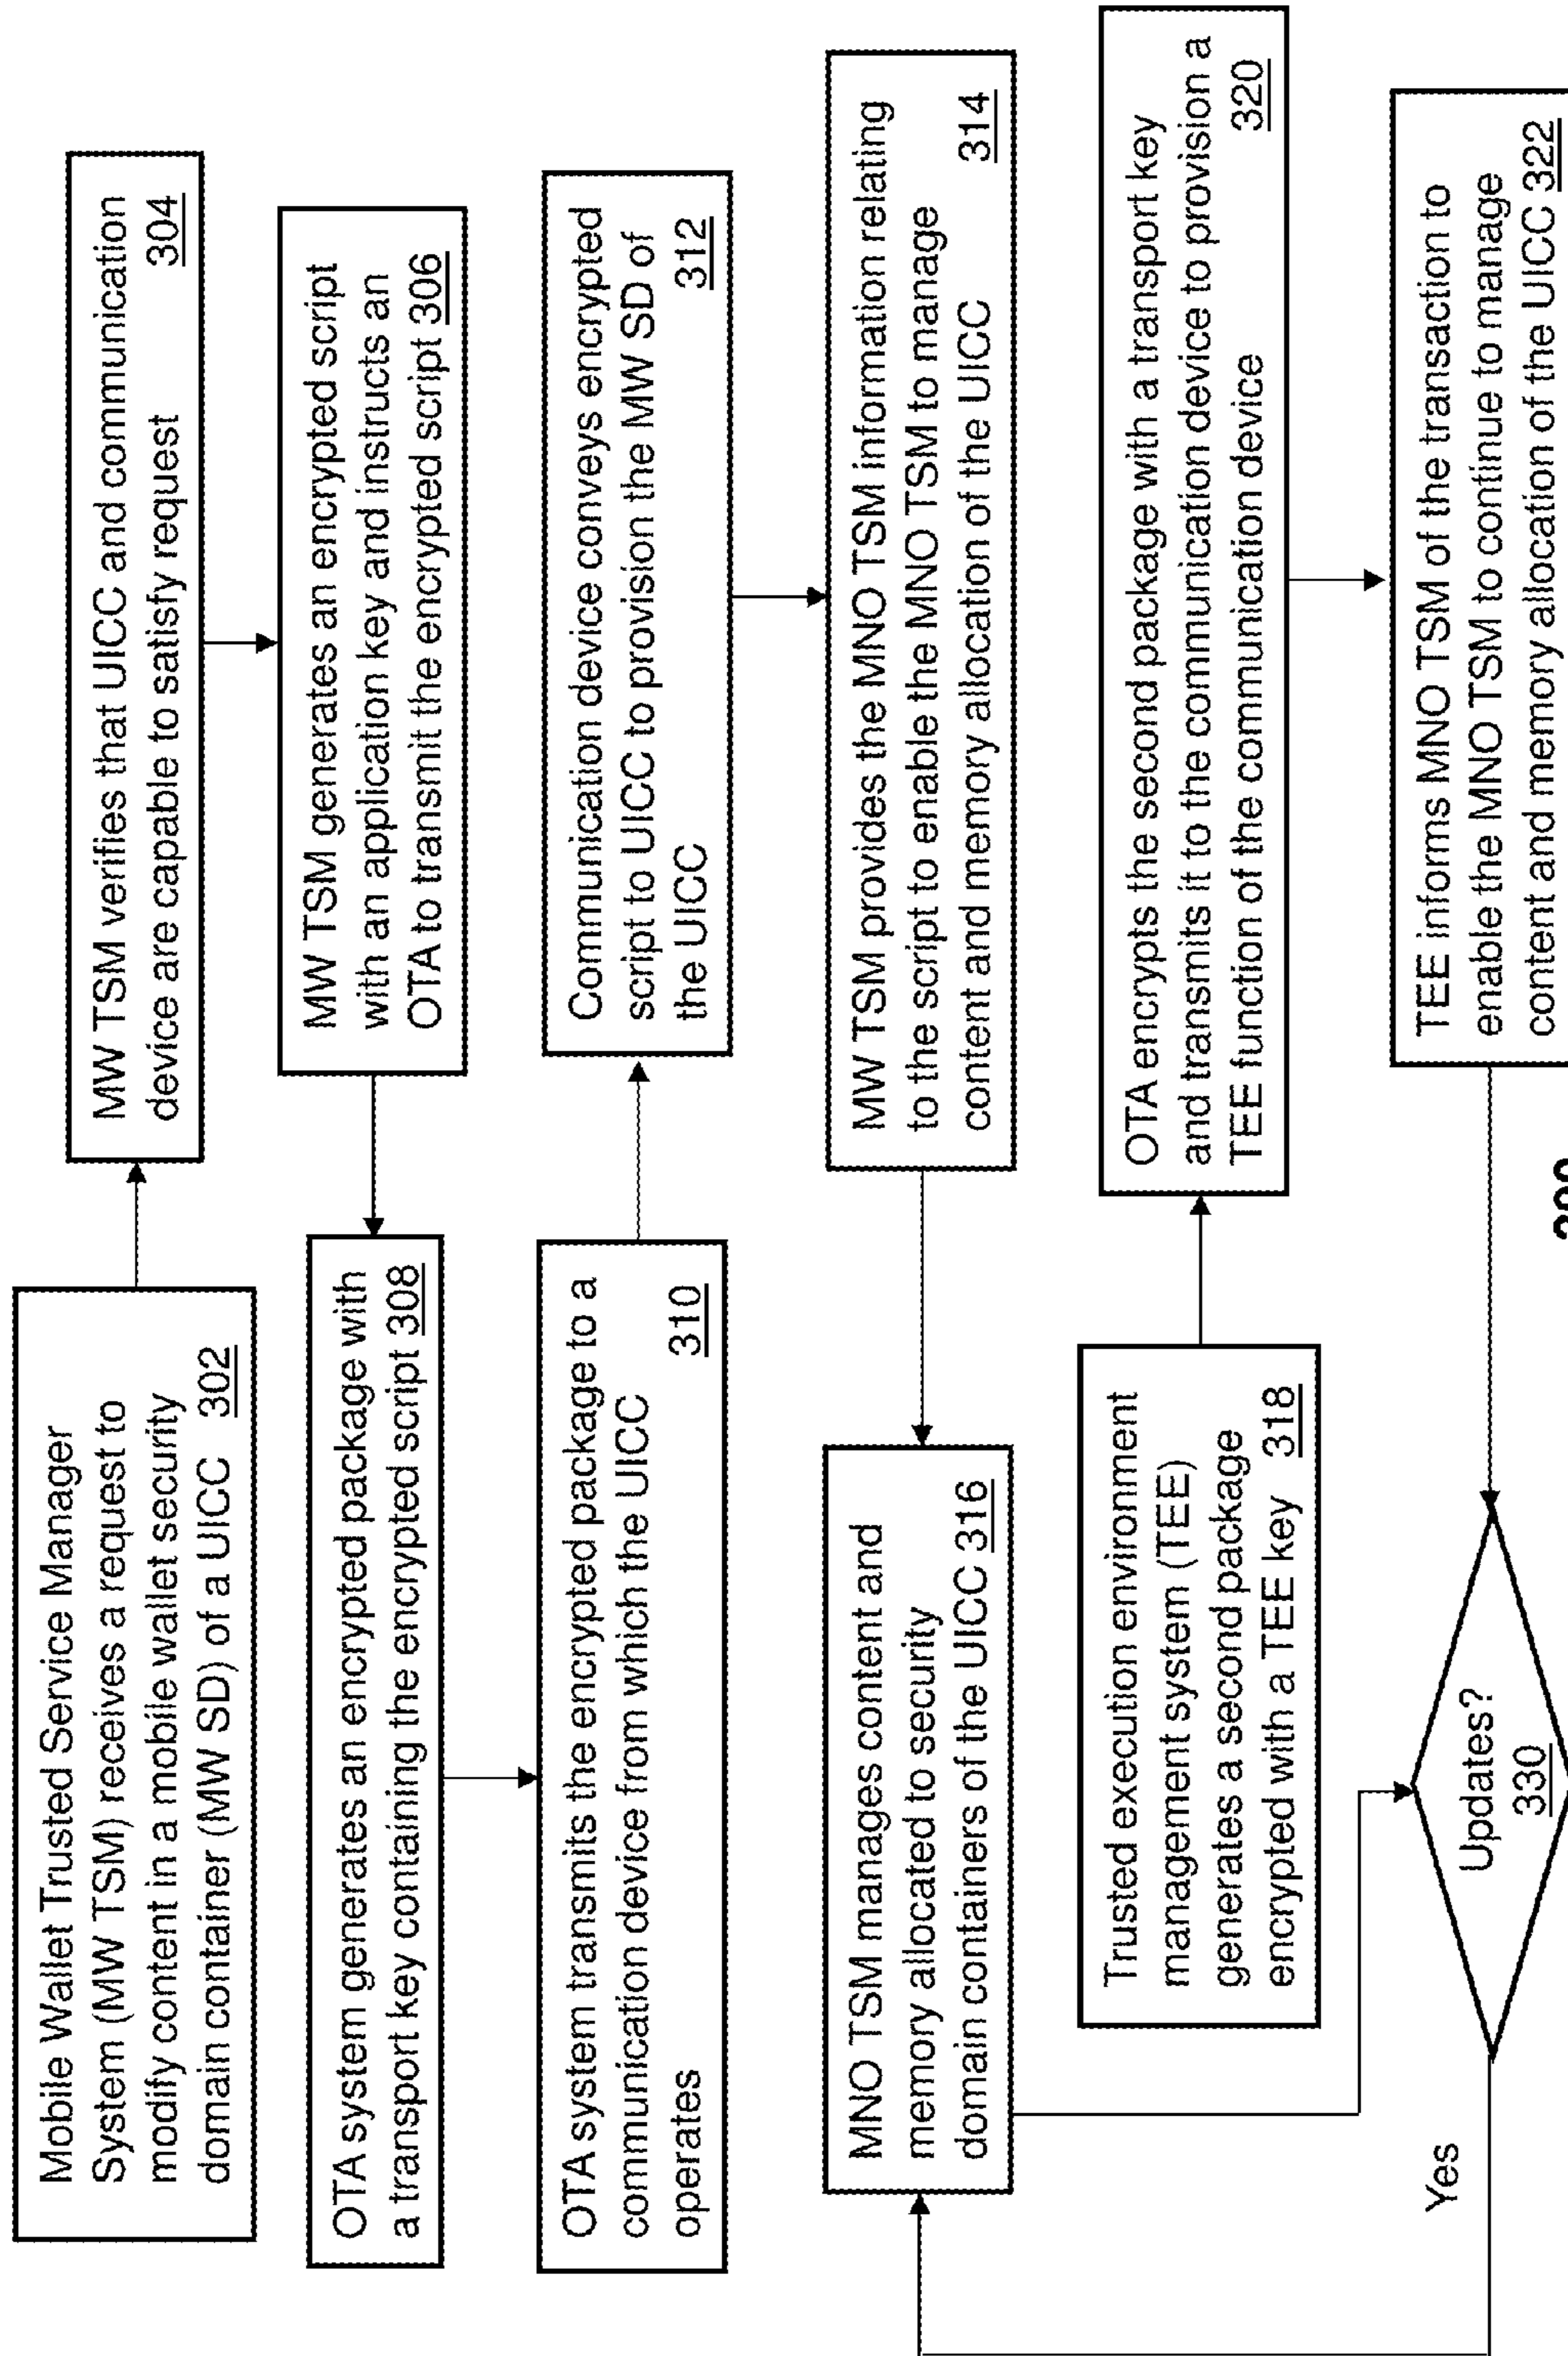 Mobile Wallet Trusted Service Manager
System (MW TSM) receives a request to
modify content in a mobile wallet security
domain container (MW SD) of a UICC 302
MW TSM verifies that UICC and communication
device are capable to satisfy request 304
MW TSM generates an encrypted script
with an application key and instructs an
OTA to transmit the encrypted script 306
OTA system generates an encrypted package with
a transport key containing the encrypted script 308
OTA system transmits the encrypted package to a
communication device from which the UICC
operates 310
Communication device conveys encrypted
script to UICC to provision the MW SD of
the UICC 312
MW TSM provides the MNO TSM information relating
to the script to enable the MNO TSM to manage
content and memory allocation of the UICC 314
MNO TSM manages content and
memory allocated to security
domain containers of the UICC 316
Trusted execution environment
management system (TEE)
generates a second package
encrypted with a TEE key 318
OTA encrypts the second package with a transport key
and transmits it to the communication device to provision a
TEE function of the communication device 320
TEE informs MNO TSM of the transaction to
enable the MNO TSM to continue to manage
content and memory allocation of the UICC 322
Updates?
330
Yes